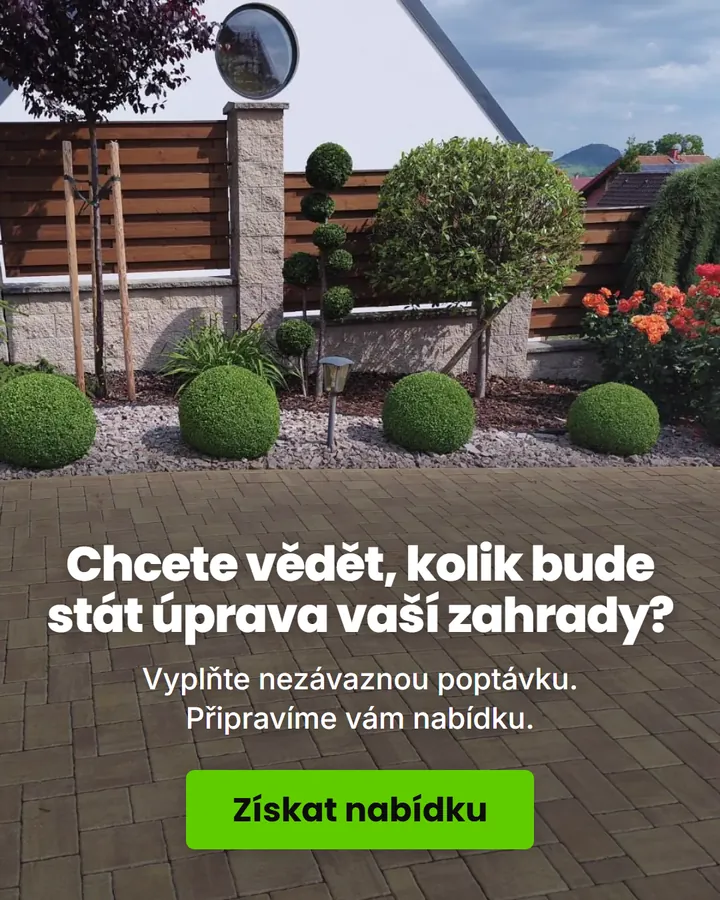 Chcete vědět, kolik bude
stát úprava vaší zahrady?
Vyplňte nezávaznou poptávku.
Připravíme vám nabídku.
Získat nabídku